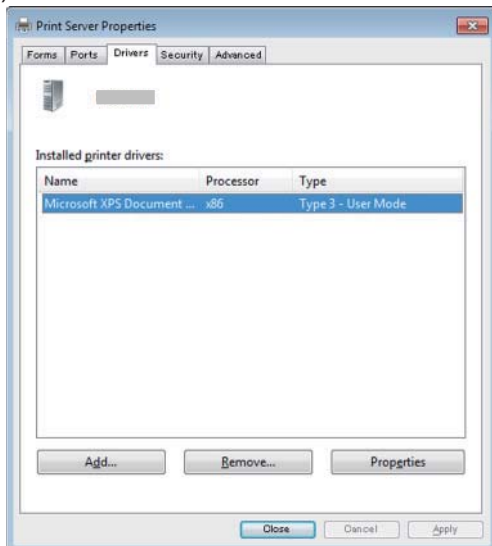 Print Server Properties
Forms Ports Drivers Security Advanced
Installed printer drivers:
Name Processor Type
Microsoft XPS Document ... x86 Type 3 - User Mode
Add... Remove... Properties
Close Cancel Apply